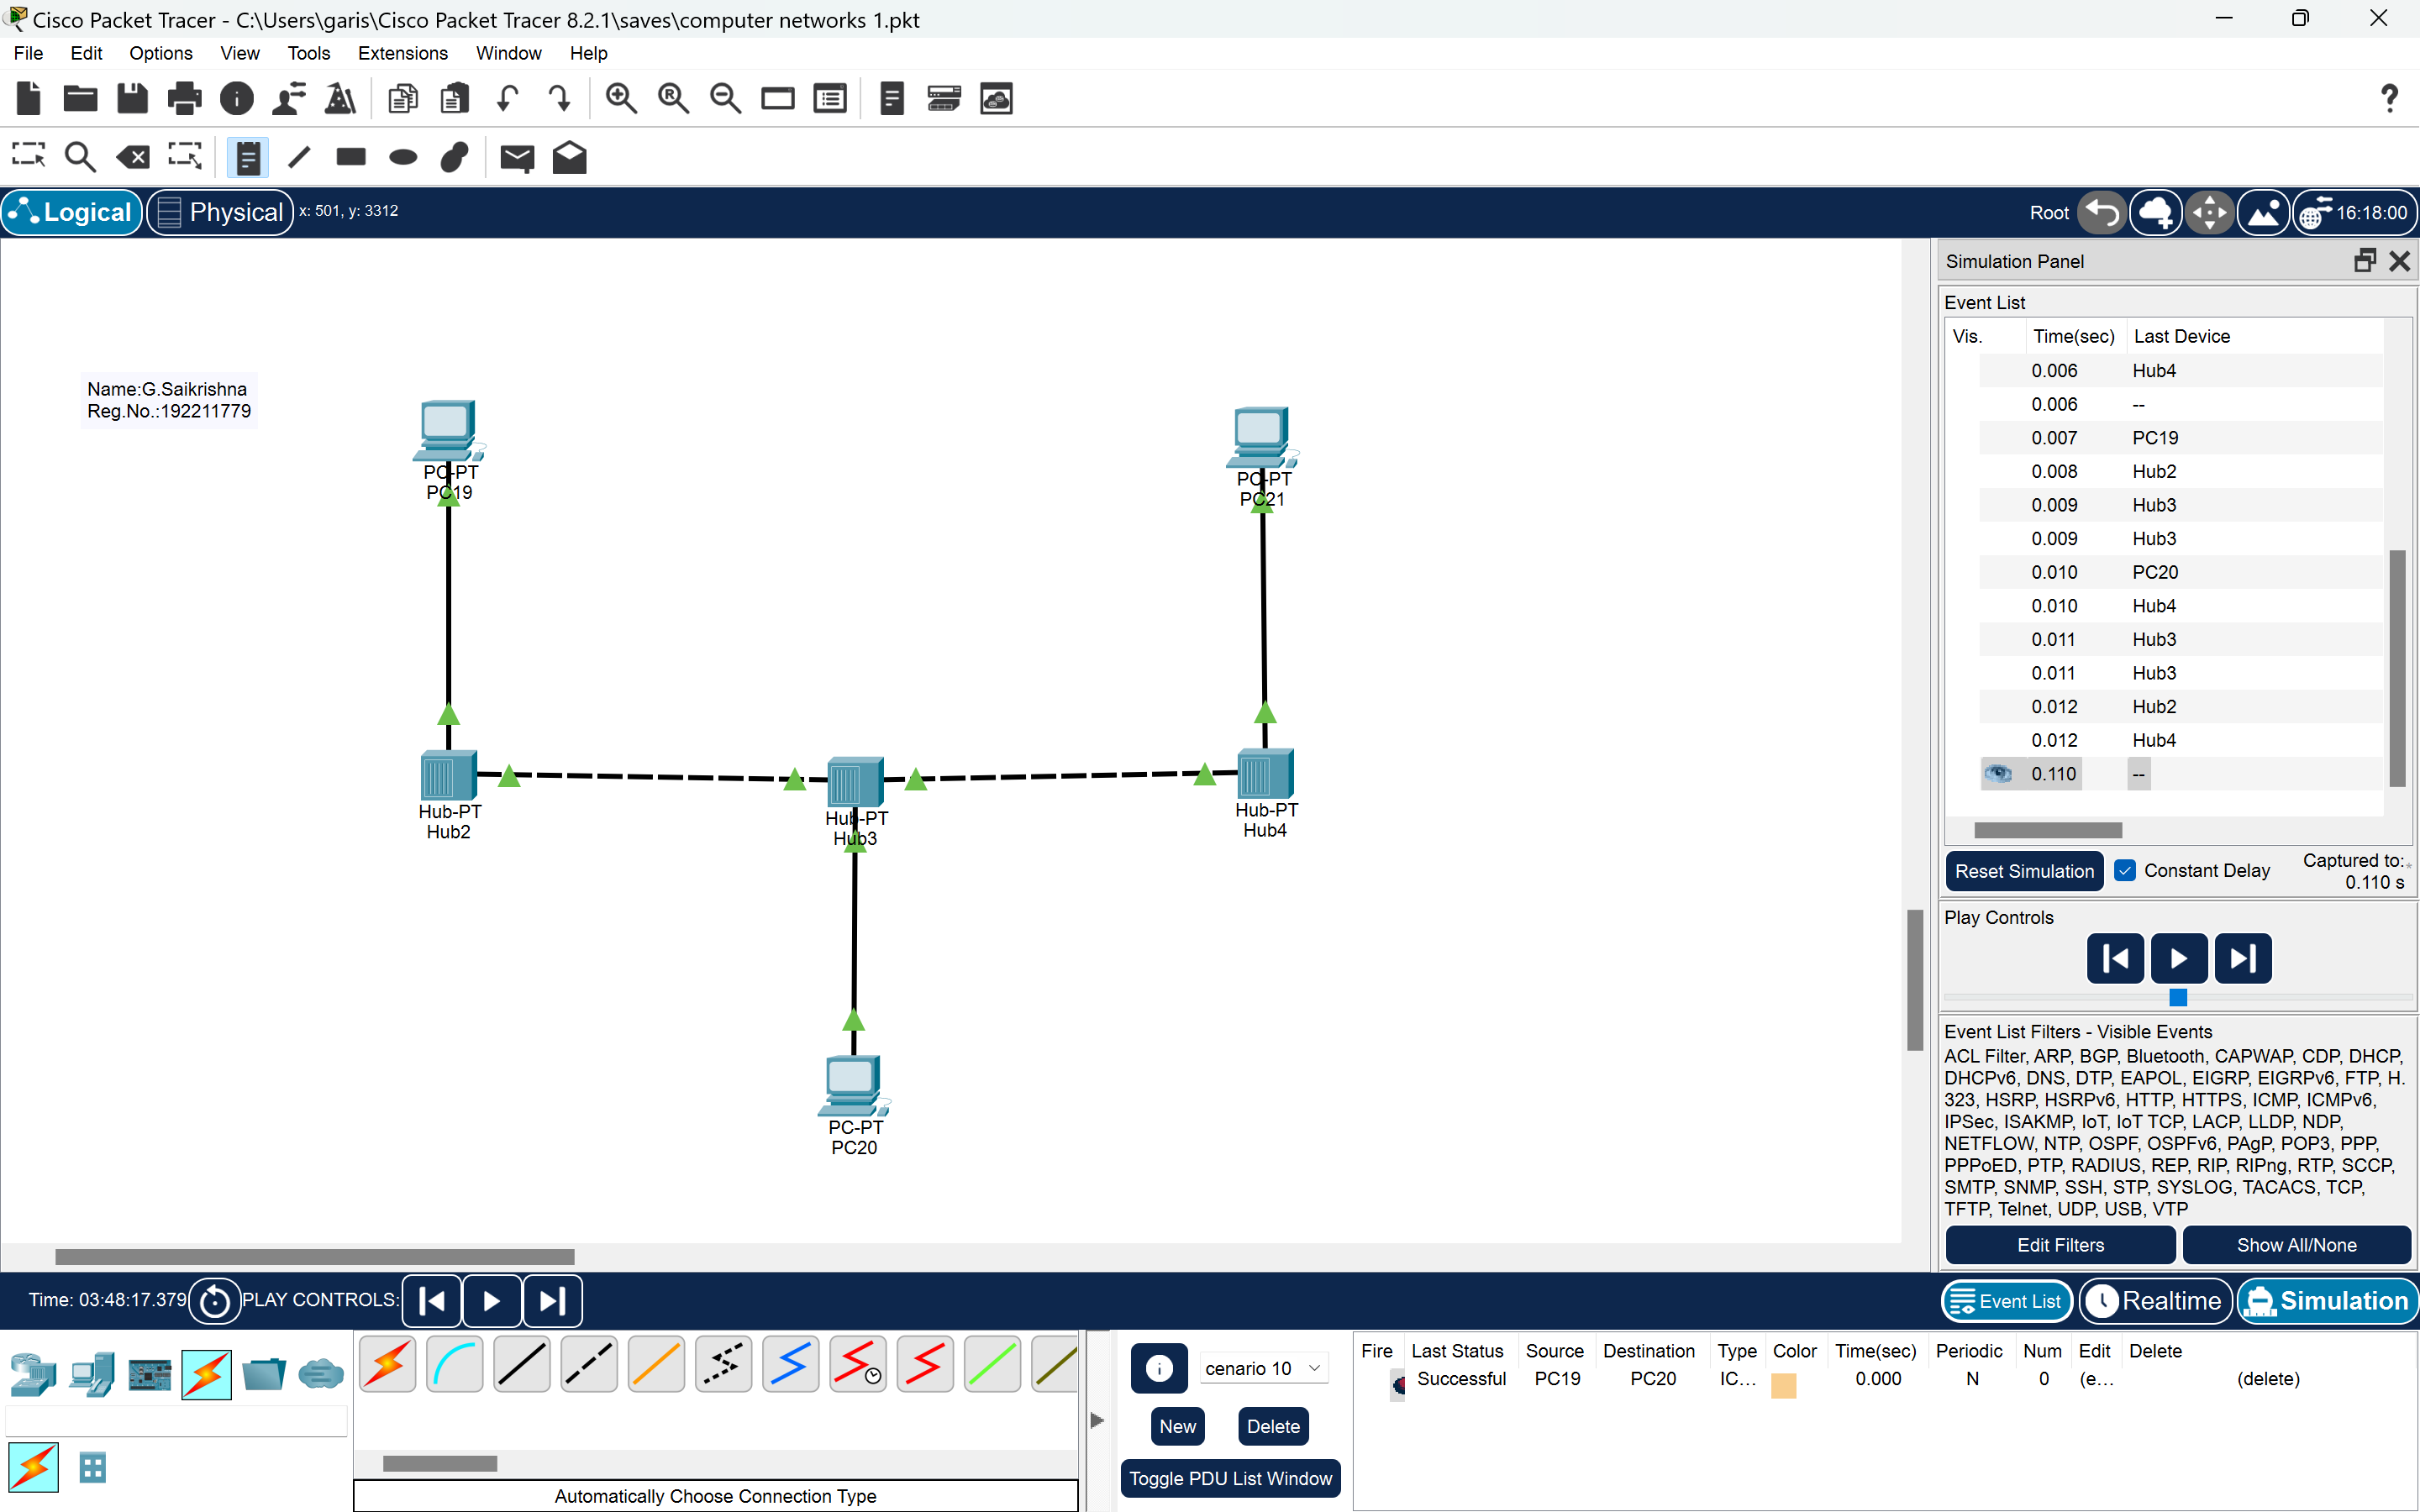 Cisco Packet Tracer - C:\Users\garis\Cisco Packet Tracer 8.2.1\saves\computer networks 1.pkt
File Edit Options View Tools Extensions Window Help
Logical Physical x: 501, y: 3312 Root 16:18:00
Simulation Panel
Event List
Vis. Time(sec) Last Device
0.006 Hub4
0.006 --
0.007 PC19
0.008 Hub2
0.009 Hub3
0.009 Hub3
0.010 PC20
0.010 Hub4
0.011 Hub3
0.011 Hub3
0.012 Hub2
0.012 Hub4
0.110 --
Reset Simulation Constant Delay Captured to:*
0.110 s
Play Controls
Event List Filters - Visible Events
ACL Filter, ARP, BGP, Bluetooth, CAPWAP, CDP, DHCP,
DHCPv6, DNS, DTP, EAPOL, EIGRP, EIGRPv6, FTP, H.
323, HSRP, HSRPv6, HTTP, HTTPS, ICMP, ICMPv6,
IPSec, ISAKMP, IoT, IoT TCP, LACP, LLDP, NDP,
NETFLOW, NTP, OSPF, OSPFv6, PAgP, POP3, PPP,
PPPoED, PTP, RADIUS, REP, RIP, RIPng, RTP, SCCP,
SMTP, SNMP, SSH, STP, SYSLOG, TACACS, TCP,
TFTP, Telnet, UDP, USB, VTP
Edit Filters Show All/None
Name:G.Saikrishna
Reg.No.:192211779
PC-PT
PC19
PC-PT
PC21
Hub-PT
Hub2
Hub-PT
Hub3
Hub-PT
Hub4
PC-PT
PC20
Time: 03:48:17.379 PLAY CONTROLS: Event List Realtime Simulation
Automatically Choose Connection Type
cenario 10
New Delete
Toggle PDU List Window
Fire Last Status Source Destination Type Color Time(sec) Periodic Num Edit Delete
Successful PC19 PC20 IC... 0.000 N 0 (e... (delete)